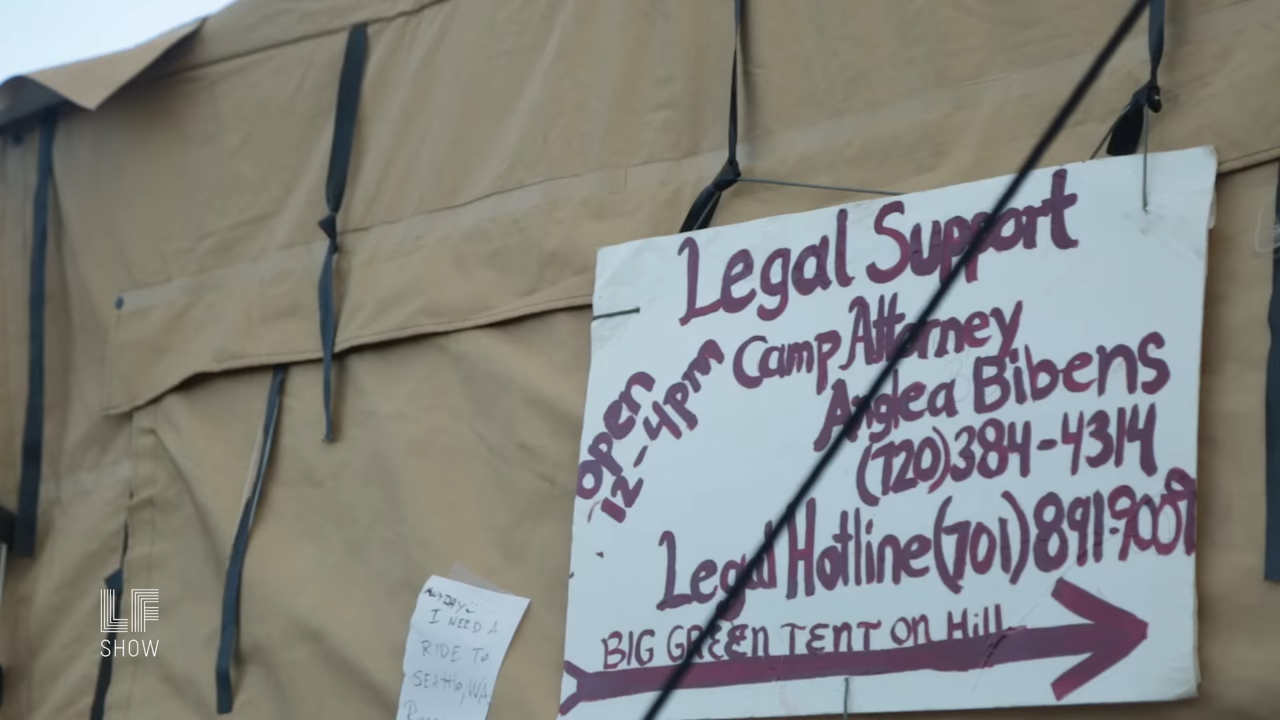 Legal Support
Camp Attorney
Anglea Bibens
(720)384-4314
open
12-4pm
Legal Hotline (701)891-9007
BIG GREEN TENT ON Hill
I NEED A
RIDE TO
SEATTle, WA
LF
SHOW